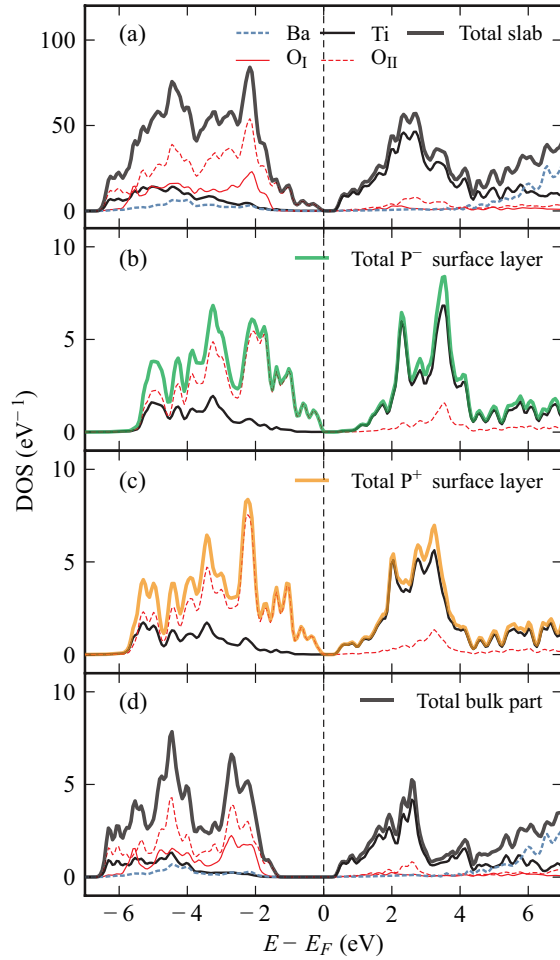 (a)
Ba Ti Total slab
O_I O_II
100
50
0
(b)
Total P⁻ surface layer
10
5
0
(c)
Total P⁺ surface layer
10
5
0
(d)
Total bulk part
10
5
0
DOS (eV⁻¹)
−6 −4 −2 0 2 4 6
E − E_F (eV)